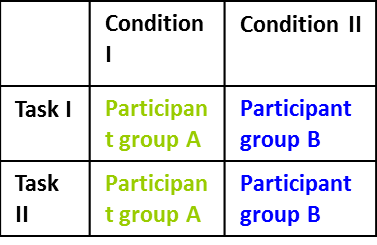 Condition
I
Condition II
Task I
Participan
t group A
Participant
group B
Task
II
Participan
t group A
Participant
group B